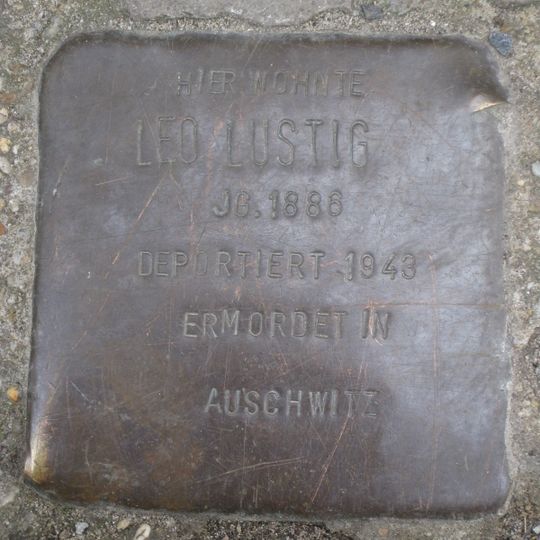 HIER WOHNTE
LEO LUSTIG
JG. 1886
DEPORTIERT 1943
ERMORDET IN
AUSCHWITZ